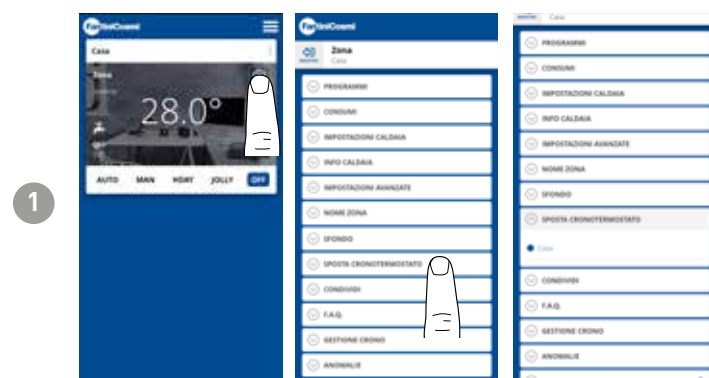 1
FantiniCosmi
Casa
Zona
28.0°
AUTO MAN HDAY JOLLY OFF
FantiniCosmi
Zona
Casa
PROGRAMMI
CONSUMI
IMPOSTAZIONI CALDAIA
INFO CALDAIA
IMPOSTAZIONI AVANZATE
NOME ZONA
SFONDO
SPOSTA CRONOTERMOSTATO
CONDIVIDI
F.A.Q.
GESTIONE CRONO
ANOMALIE
Casa
PROGRAMMI
CONSUMI
IMPOSTAZIONI CALDAIA
INFO CALDAIA
IMPOSTAZIONI AVANZATE
NOME ZONA
SFONDO
SPOSTA CRONOTERMOSTATO
Casa
CONDIVIDI
F.A.Q.
GESTIONE CRONO
ANOMALIE